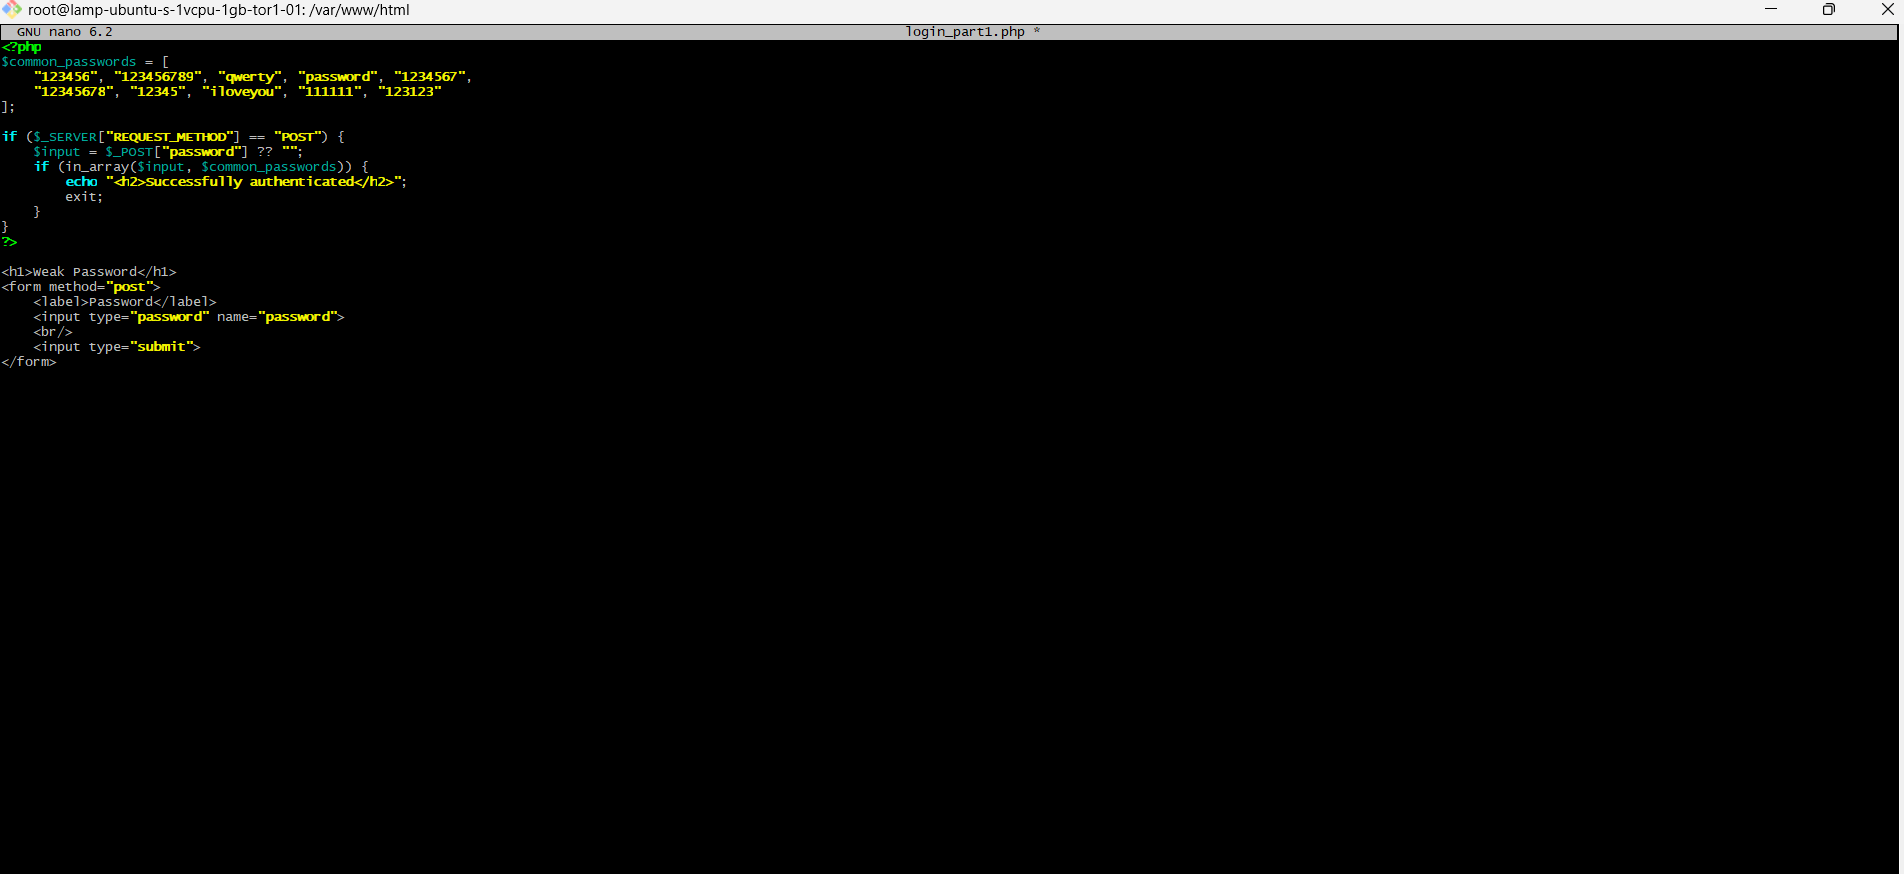 root@lamp-ubuntu-s-1vcpu-1gb-tor1-01: /var/www/html
GNU nano 6.2 login_part1.php *
<?php
$common_passwords = [
    "123456", "123456789", "qwerty", "password", "1234567",
    "12345678", "12345", "iloveyou", "111111", "123123"
];

if ($_SERVER["REQUEST_METHOD"] == "POST") {
    $input = $_POST["password"] ?? "";
    if (in_array($input, $common_passwords)) {
        echo "<h2>Successfully authenticated</h2>";
        exit;
    }
}
?>

<h1>Weak Password</h1>
<form method="post">
    <label>Password</label>
    <input type="password" name="password">
    <br/>
    <input type="submit">
</form>